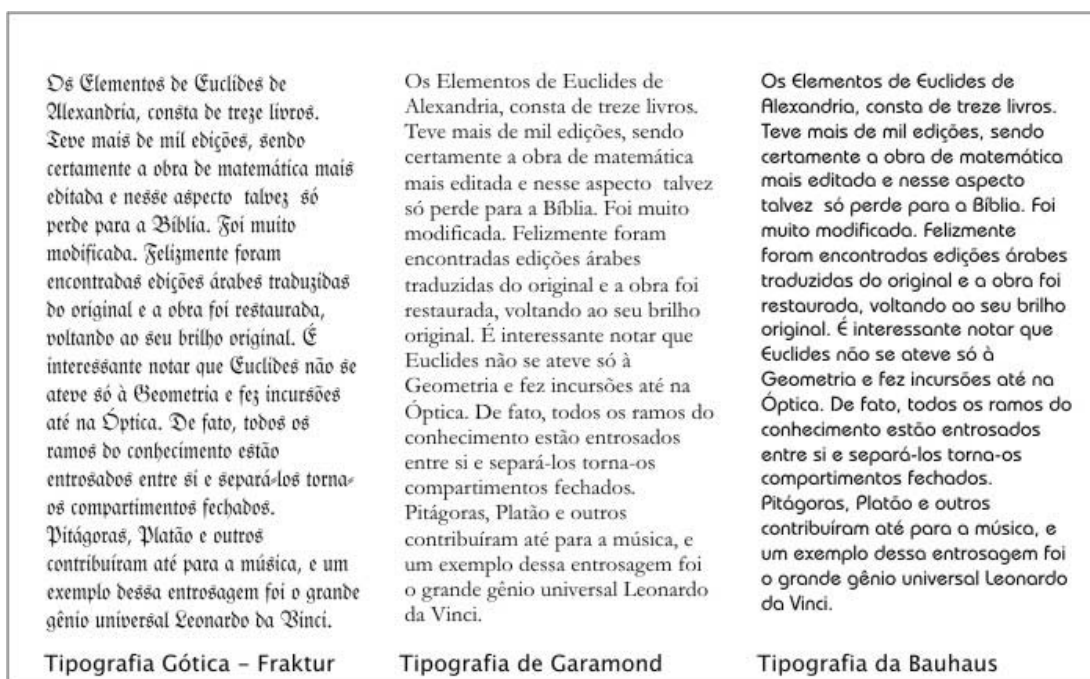 Os Elementos de Euclides de
Alexandria, consta de treze livros.
Teve mais de mil edições, sendo
certamente a obra de matemática mais
editada e nesse aspecto  talvez  só
perde para a Bíblia. Foi muito
modificada. Felizmente foram
encontradas edições árabes traduzidas
do original e a obra foi restaurada,
voltando ao seu brilho original. É
interessante notar que Euclides não se
ateve só à Geometria e fez incursões
até na Óptica. De fato, todos os
ramos do conhecimento estão
entrosados entre si e separá-los torna-
os compartimentos fechados.
Pitágoras, Platão e outros
contribuíram até para a música, e um
exemplo dessa entrosagem foi o grande
gênio universal Leonardo da Vinci.
Tipografia Gótica – Fraktur
Os Elementos de Euclides de
Alexandria, consta de treze livros.
Teve mais de mil edições, sendo
certamente a obra de matemática
mais editada e nesse aspecto  talvez
só perde para a Bíblia. Foi muito
modificada. Felizmente foram
encontradas edições árabes
traduzidas do original e a obra foi
restaurada, voltando ao seu brilho
original. É interessante notar que
Euclides não se ateve só à
Geometria e fez incursões até na
Óptica. De fato, todos os ramos do
conhecimento estão entrosados
entre si e separá-los torna-os
compartimentos fechados.
Pitágoras, Platão e outros
contribuíram até para a música, e
um exemplo dessa entrosagem foi
o grande gênio universal Leonardo
da Vinci.
Tipografia de Garamond
Os Elementos de Euclides de
Alexandria, consta de treze livros.
Teve mais de mil edições, sendo
certamente a obra de matemática
mais editada e nesse aspecto
talvez  só perde para a Bíblia. Foi
muito modificada. Felizmente
foram encontradas edições árabes
traduzidas do original e a obra foi
restaurada, voltando ao seu brilho
original. É interessante notar que
Euclides não se ateve só à
Geometria e fez incursões até na
Óptica. De fato, todos os ramos do
conhecimento estão entrosados
entre si e separá-los torna-os
compartimentos fechados.
Pitágoras, Platão e outros
contribuíram até para a música, e
um exemplo dessa entrosagem foi
o grande gênio universal Leonardo
da Vinci.
Tipografia da Bauhaus